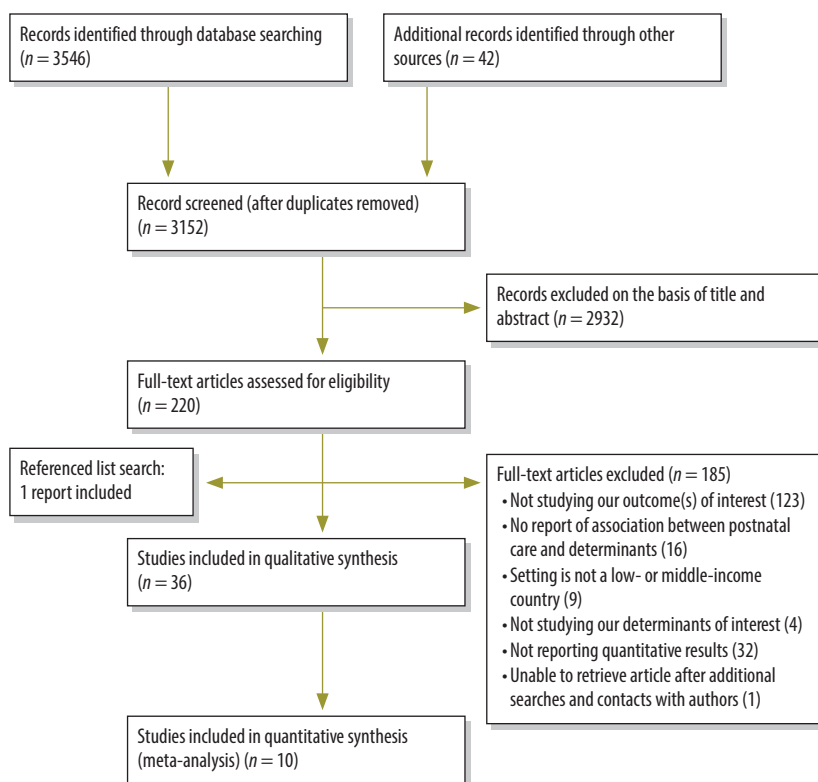 Records identified through database searching
(n = 3546)
Additional records identified through other
sources (n = 42)
Record screened (after duplicates removed)
(n = 3152)
Records excluded on the basis of title and
abstract (n = 2932)
Full-text articles assessed for eligibility
(n = 220)
Referenced list search:
1 report included
Full-text articles excluded (n = 185)
• Not studying our outcome(s) of interest (123)
• No report of association between postnatal
care and determinants (16)
• Setting is not a low- or middle-income
country (9)
• Not studying our determinants of interest (4)
• Not reporting quantitative results (32)
• Unable to retrieve article after additional
searches and contacts with authors (1)
Studies included in qualitative synthesis
(n = 36)
Studies included in quantitative synthesis
(meta-analysis) (n = 10)